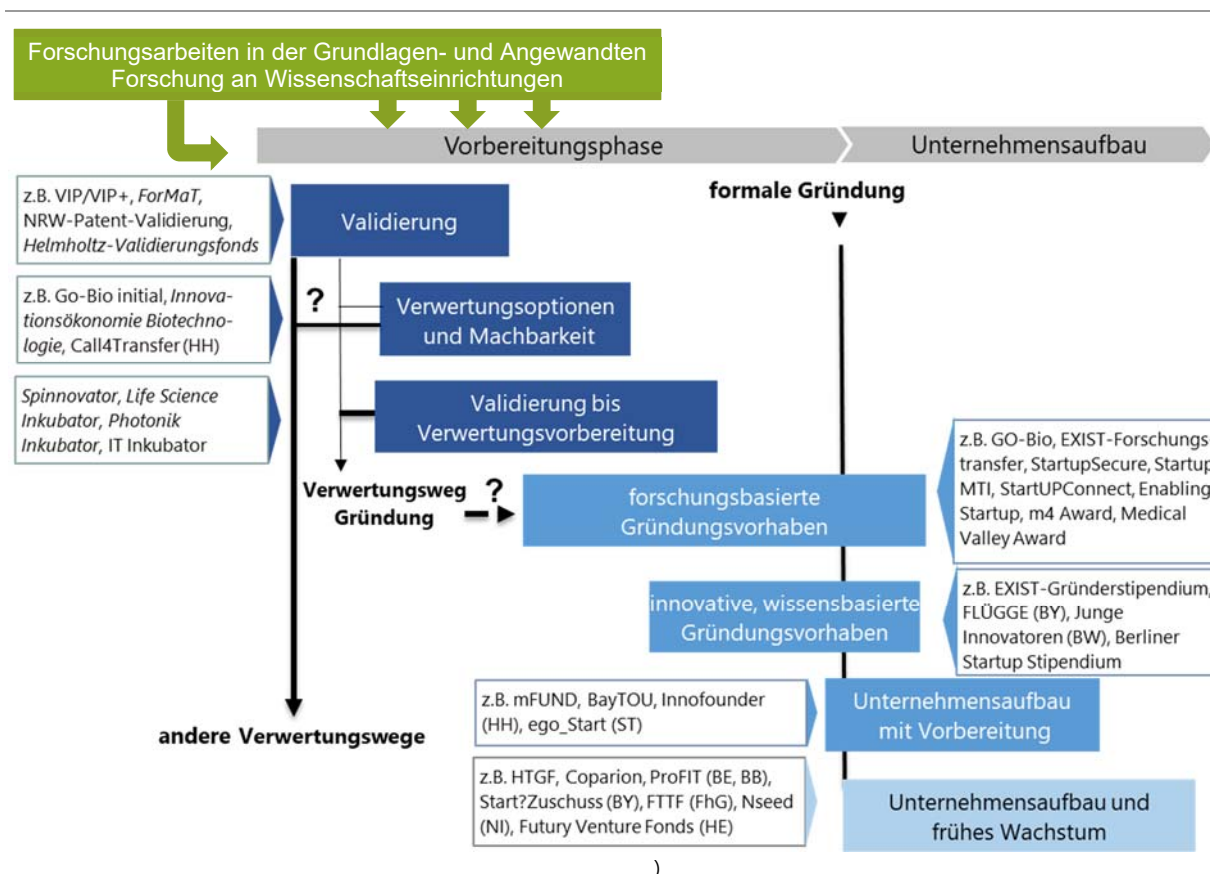 Forschungsarbeiten in der Grundlagen- und Angewandten
Forschung an Wissenschaftseinrichtungen
Vorbereitungsphase
Unternehmensaufbau
formale Gründung
z.B. VIP/VIP+, ForMaT,
NRW-Patent-Validierung,
Helmholtz-Validierungsfonds
Validierung
z.B. Go-Bio initial, Innova-
tionsökonomie Biotechno-
logie, Call4Transfer (HH)
?
Verwertungsoptionen
und Machbarkeit
Spinnovator, Life Science
Inkubator, Photonik
Inkubator, IT Inkubator
Validierung bis
Verwertungsvorbereitung
Verwertungsweg
Gründung
?
forschungsbasierte
Gründungsvorhaben
z.B. GO-Bio, EXIST-Forschungs-
transfer, StartupSecure, Startup
MTI, StartUPConnect, Enabling
Startup, m4 Award, Medical
Valley Award
innovative, wissensbasierte
Gründungsvorhaben
z.B. EXIST-Gründerstipendium,
FLÜGGE (BY), Junge
Innovatoren (BW), Berliner
Startup Stipendium
andere Verwertungswege
z.B. mFUND, BayTOU, Innofounder
(HH), ego_Start (ST)
Unternehmensaufbau
mit Vorbereitung
z.B. HTGF, Coparion, ProFIT (BE, BB),
Start?Zuschuss (BY), FTTF (FhG), Nseed
(NI), Futury Venture Fonds (HE)
Unternehmensaufbau und
frühes Wachstum
)